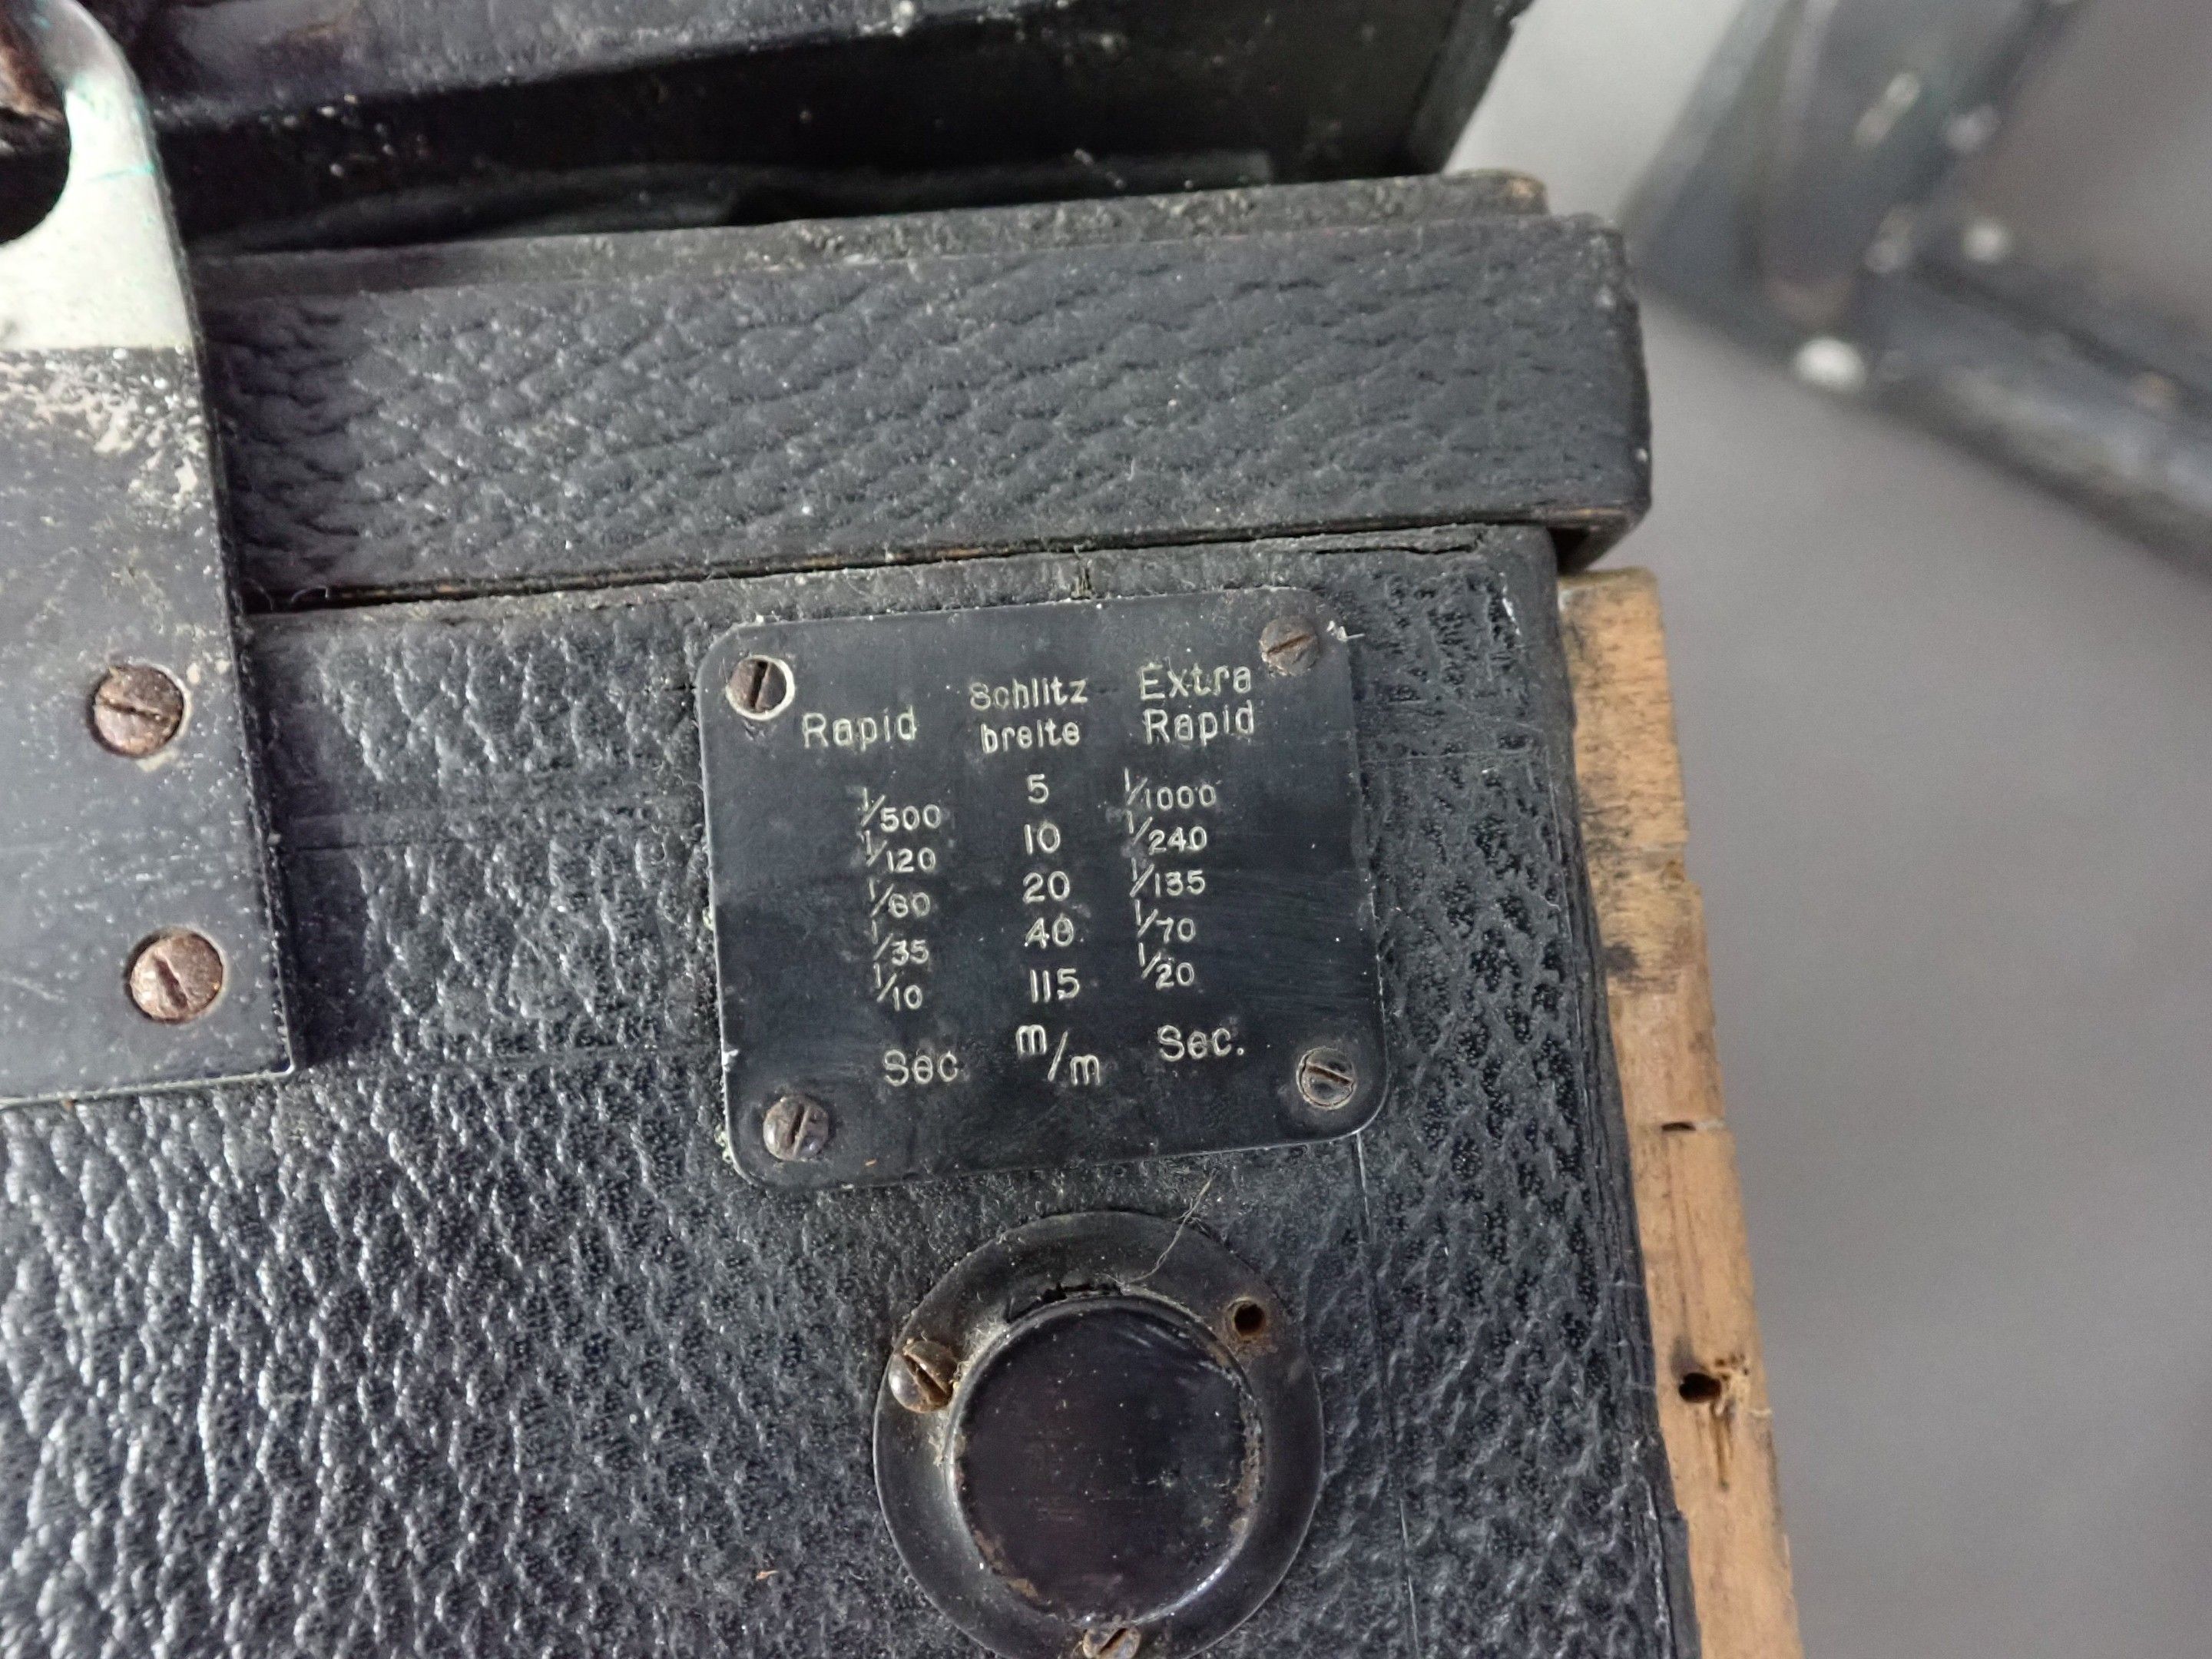 Rapid Schlitz breite Extra Rapid
1/500 5 1/1000
1/120 10 1/240
1/60 20 1/135
1/35 40 1/70
1/10 115 1/20
Sec. m/m Sec.